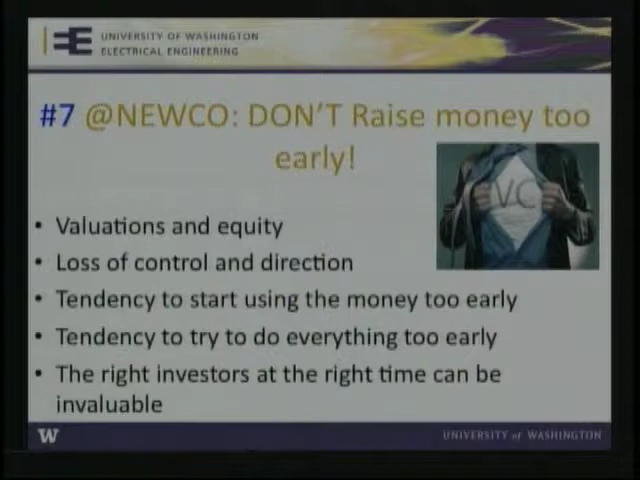 UNIVERSITY OF WASHINGTON
ELECTRICAL ENGINEERING
#7 @NEWCO: DON'T Raise money too
early!
VC
• Valuations and equity
• Loss of control and direction
• Tendency to start using the money too early
• Tendency to try to do everything too early
• The right investors at the right time can be
invaluable
W
UNIVERSITY of WASHINGTON